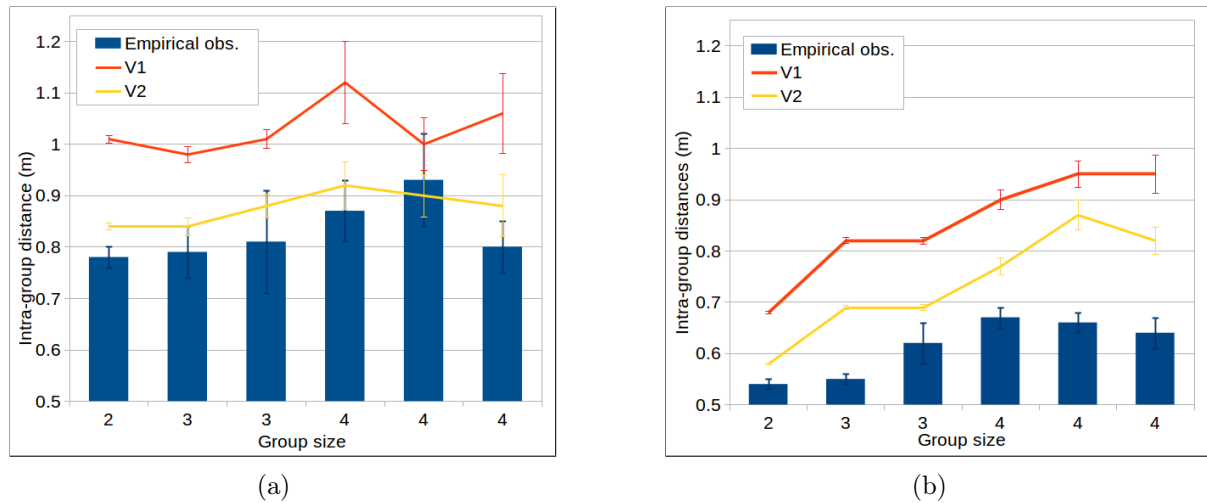 Empirical obs.
V1
V2
Intra-group distance (m)
1.2
1.1
1
0.9
0.8
0.7
0.6
0.5
2 3 3 4 4 4
Group size
(a)
Empirical obs.
V1
V2
Intra-group distances (m)
1.2
1.1
1
0.9
0.8
0.7
0.6
0.5
2 3 3 4 4 4
Group size
(b)